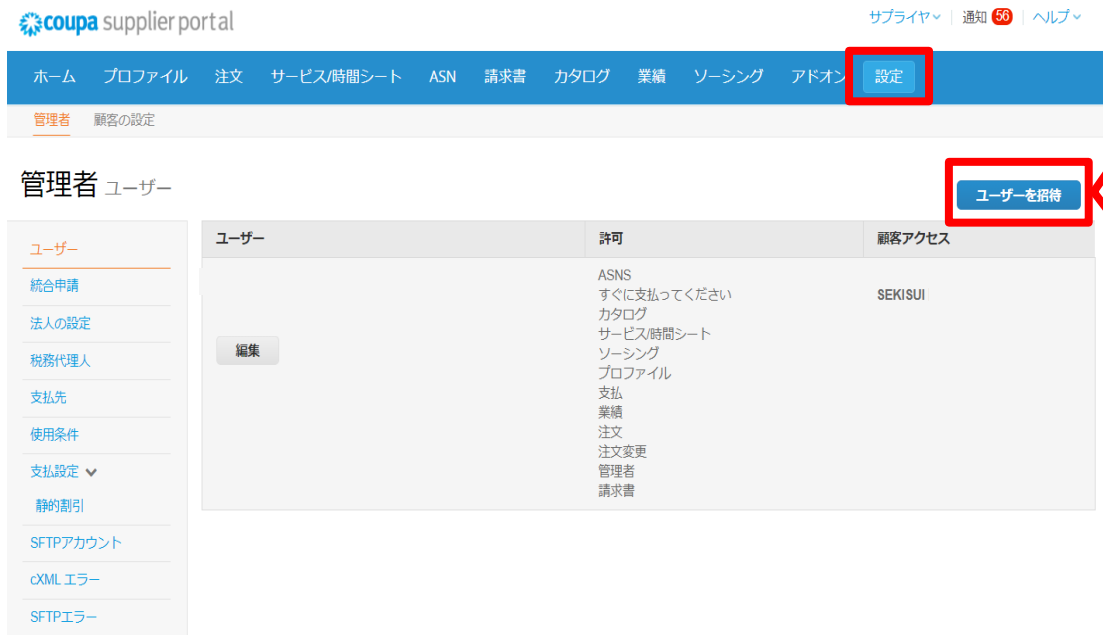 coupa supplier portal
サプライヤ 通知 56 ヘルプ
ホーム プロファイル 注文 サービス/時間シート ASN 請求書 カタログ 業績 ソーシング アドオン 設定
管理者 顧客の設定
管理者 ユーザー
ユーザーを招待
ユーザー 許可 顧客アクセス
ユーザー
統合申請
法人の設定
税務代理人
支払先
使用条件
支払設定
静的割引
SFTPアカウント
cXML エラー
SFTPエラー
編集
ASNS
すぐに支払ってください
カタログ
サービス/時間シート
ソーシング
プロファイル
支払
業績
注文
注文変更
管理者
請求書
SEKISUI